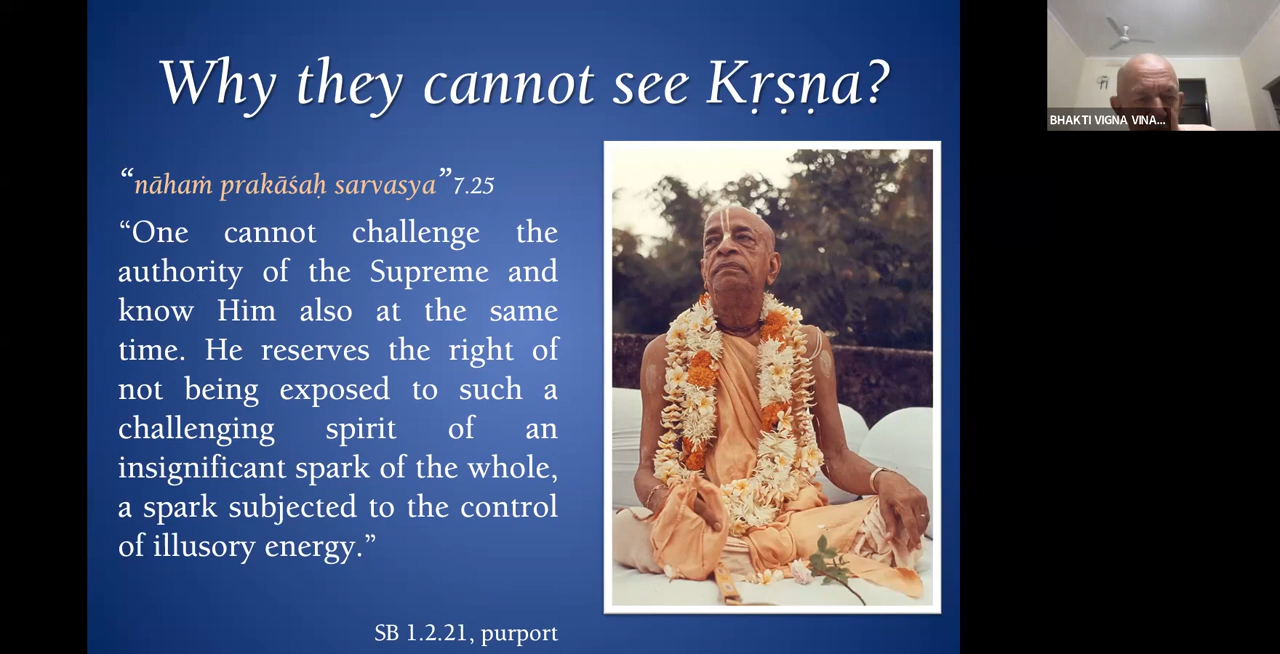 Why they cannot see Kṛṣṇa?
“nāhaṁ prakāśaḥ sarvasya”7.25
“One cannot challenge the
authority of the Supreme and
know Him also at the same
time. He reserves the right of
not being exposed to such a
challenging spirit of an
insignificant spark of the whole,
a spark subjected to the control
of illusory energy.”
SB 1.2.21, purport
BHAKTI VIGNA VINA...